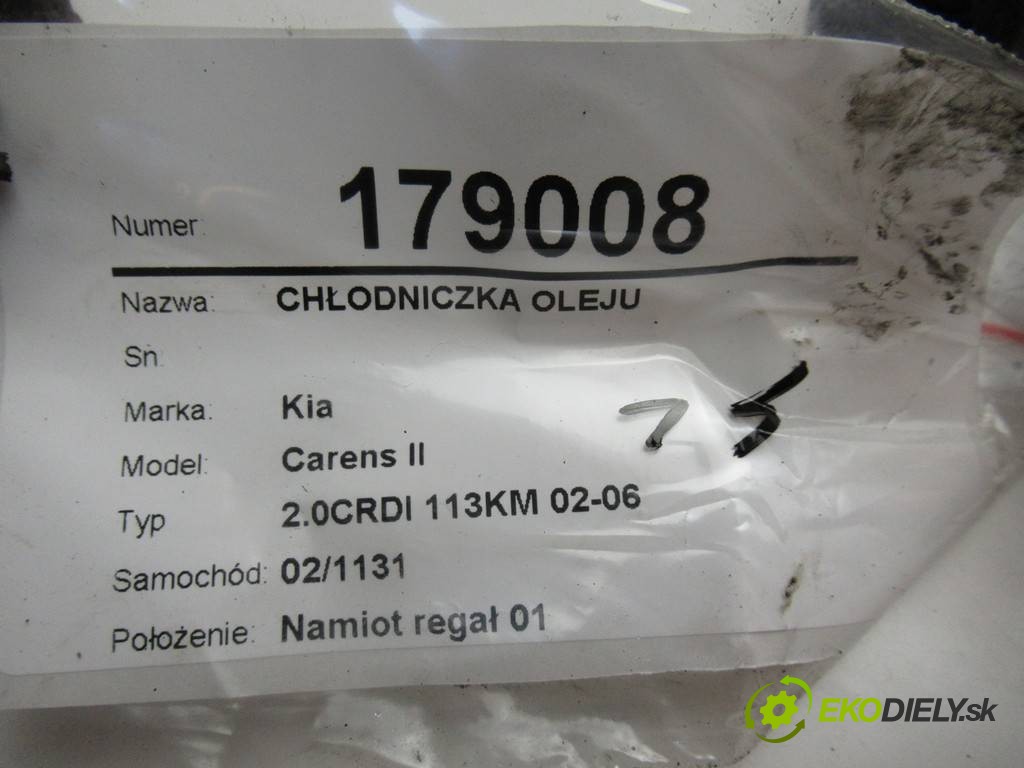 Numer: 179008
Nazwa: CHŁODNICZKA OLEJU
Sn:
Marka: Kia
Model: Carens II
Typ 2.0CRDI 113KM 02-06
Samochód: 02/1131
Położenie: Namiot regał 01
EKODIELY.sk